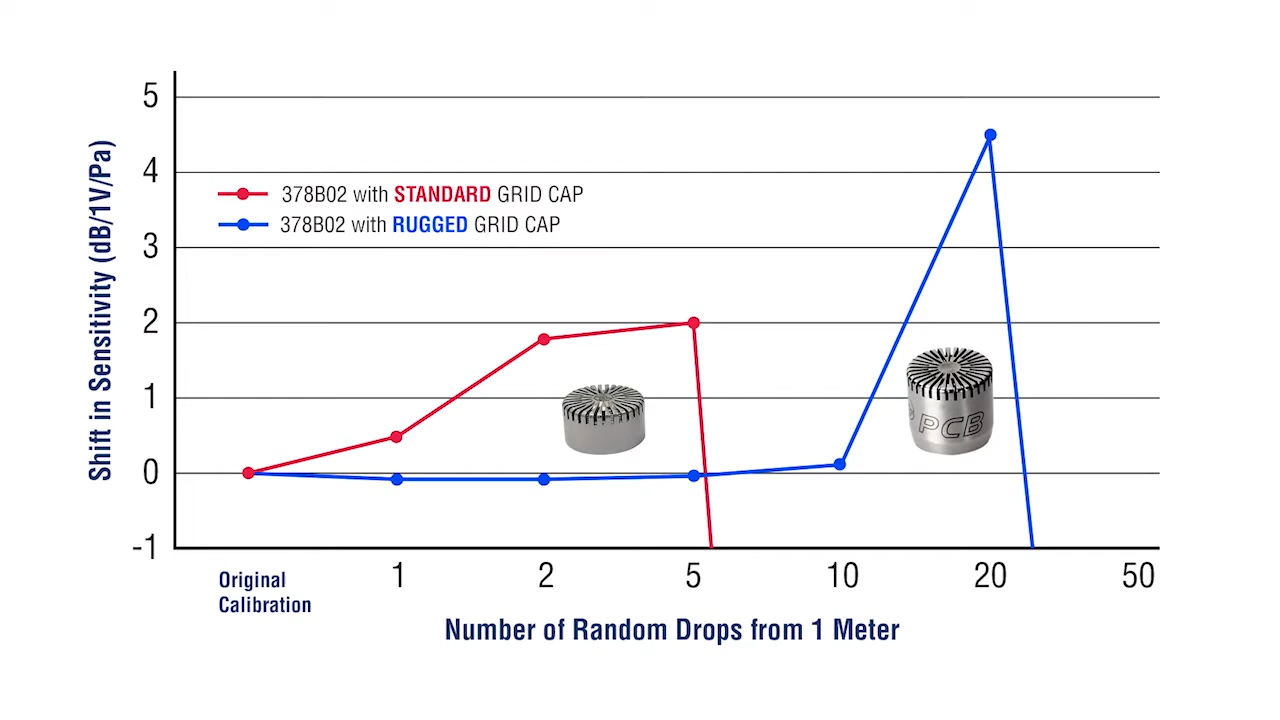 5
4
3
2
1
0
-1
Shift in Sensitivity (dB/1V/Pa)
378B02 with STANDARD GRID CAP
378B02 with RUGGED GRID CAP
PCB
Original
Calibration
1
2
5
10
20
50
Number of Random Drops from 1 Meter